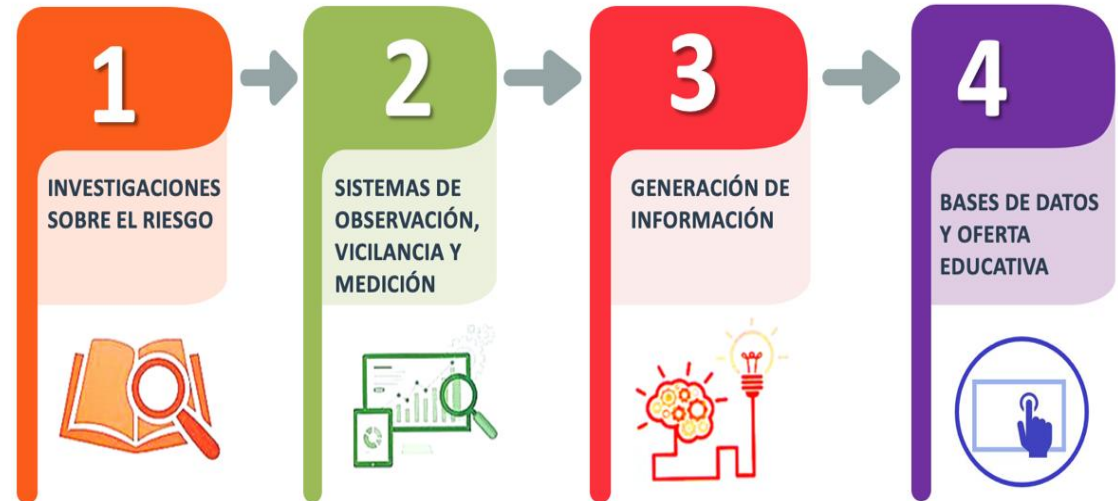 1
INVESTIGACIONES
SOBRE EL RIESGO
2
SISTEMAS DE
OBSERVACIÓN,
VICILANCIA Y
MEDICIÓN
3
GENERACIÓN DE
INFORMACIÓN
4
BASES DE DATOS
Y OFERTA
EDUCATIVA